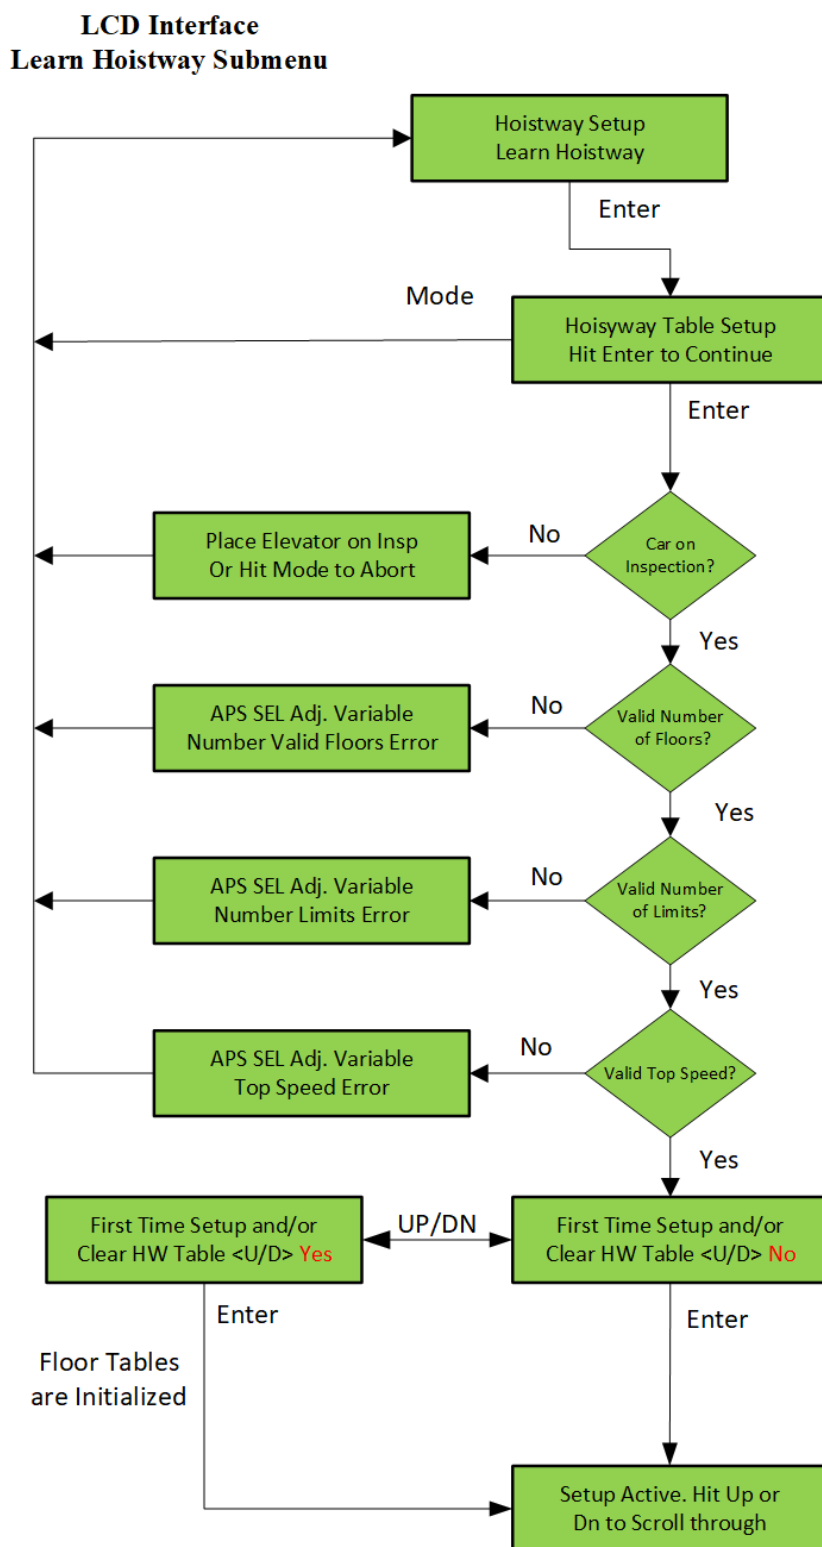 LCD Interface
Learn Hoistway Submenu
Hoistway Setup
Learn Hoistway
Enter
Mode
Hoisyway Table Setup
Hit Enter to Continue
Enter
Place Elevator on Insp
Or Hit Mode to Abort
No
Car on
Inspection?
Yes
APS SEL Adj. Variable
Number Valid Floors Error
No
Valid Number
of Floors?
Yes
APS SEL Adj. Variable
Number Limits Error
No
Valid Number
of Limits?
Yes
APS SEL Adj. Variable
Top Speed Error
No
Valid Top Speed?
Yes
First Time Setup and/or
Clear HW Table <U/D> Yes
UP/DN
First Time Setup and/or
Clear HW Table <U/D> No
Enter
Enter
Floor Tables
are Initialized
Setup Active. Hit Up or
Dn to Scroll through